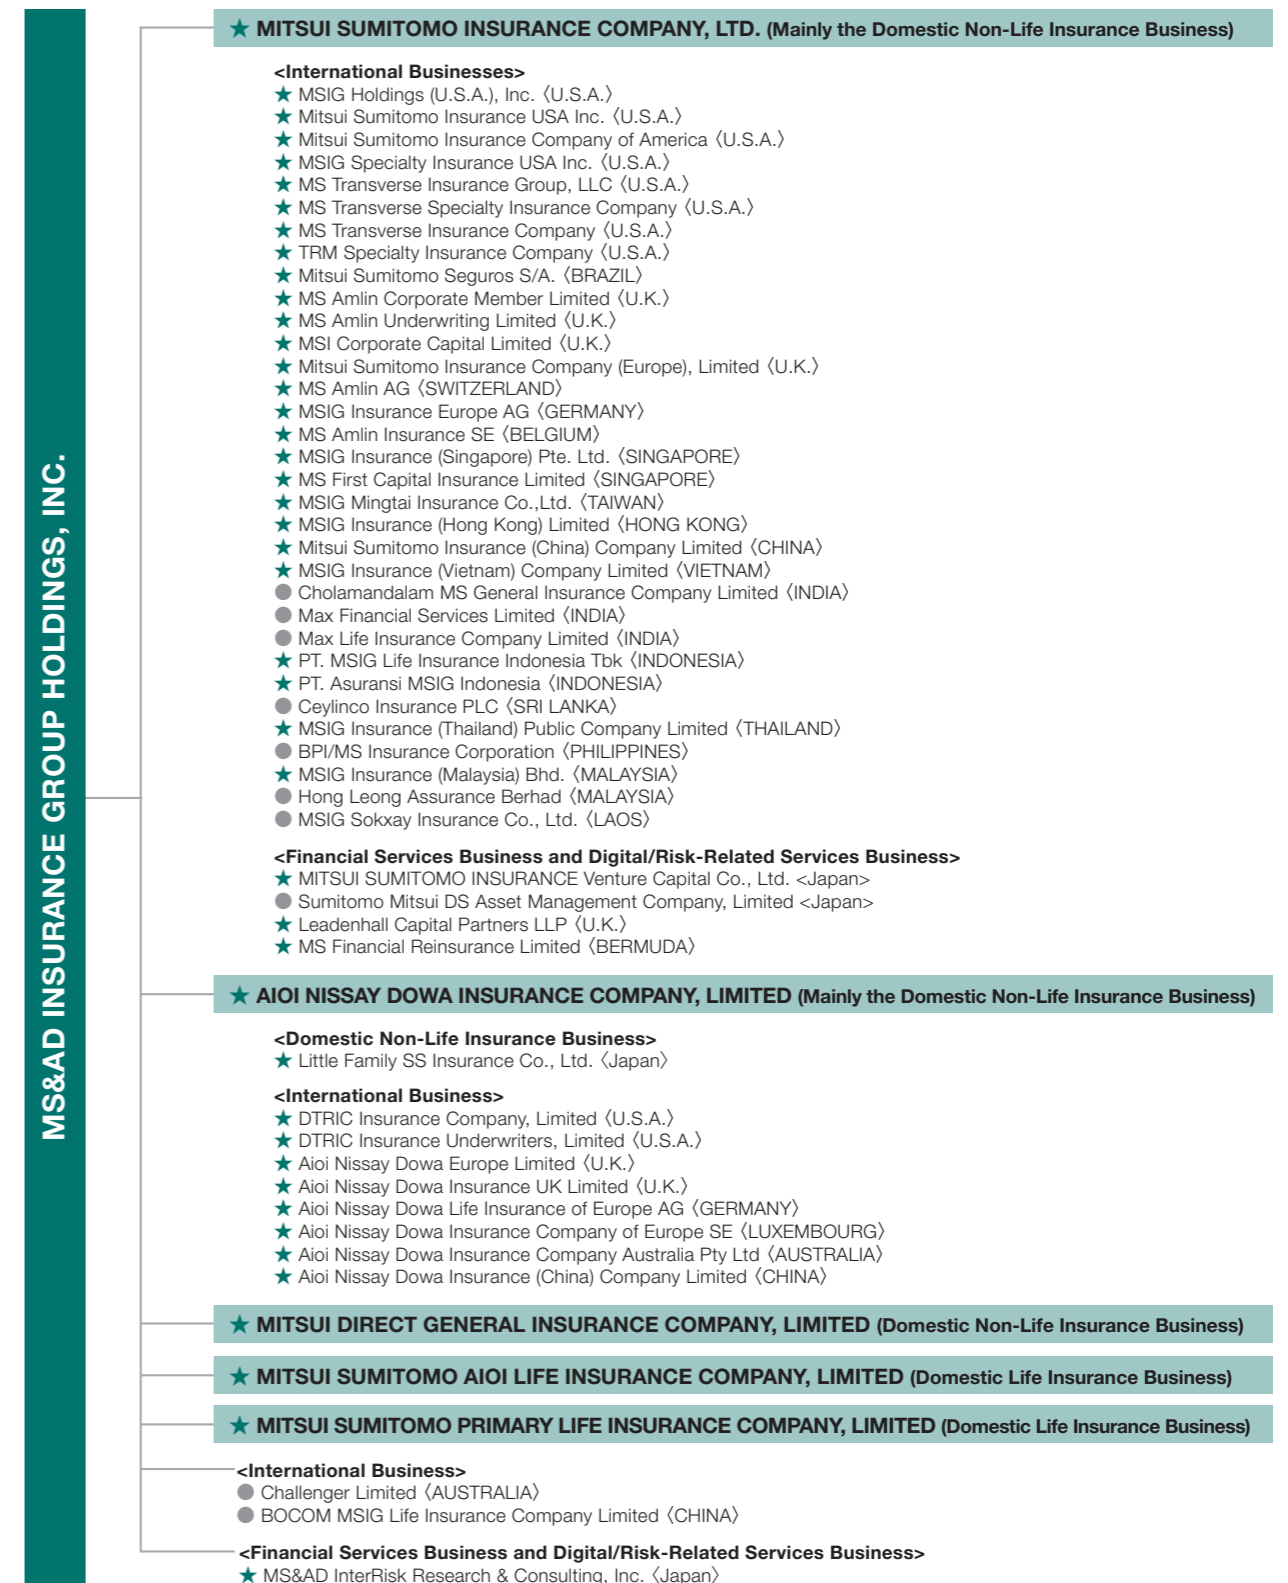 MS&AD INSURANCE GROUP HOLDINGS, INC.
★ MITSUI SUMITOMO INSURANCE COMPANY, LTD. (Mainly the Domestic Non-Life Insurance Business)
<International Businesses>
★ MSIG Holdings (U.S.A.), Inc. 〈U.S.A.〉
★ Mitsui Sumitomo Insurance USA Inc. 〈U.S.A.〉
★ Mitsui Sumitomo Insurance Company of America 〈U.S.A.〉
★ MSIG Specialty Insurance USA Inc. 〈U.S.A.〉
★ MS Transverse Insurance Group, LLC 〈U.S.A.〉
★ MS Transverse Specialty Insurance Company 〈U.S.A.〉
★ MS Transverse Insurance Company 〈U.S.A.〉
★ TRM Specialty Insurance Company 〈U.S.A.〉
★ Mitsui Sumitomo Seguros S/A. 〈BRAZIL〉
★ MS Amlin Corporate Member Limited 〈U.K.〉
★ MS Amlin Underwriting Limited 〈U.K.〉
★ MSI Corporate Capital Limited 〈U.K.〉
★ Mitsui Sumitomo Insurance Company (Europe), Limited 〈U.K.〉
★ MS Amlin AG 〈SWITZERLAND〉
★ MSIG Insurance Europe AG 〈GERMANY〉
★ MS Amlin Insurance SE 〈BELGIUM〉
★ MSIG Insurance (Singapore) Pte. Ltd. 〈SINGAPORE〉
★ MS First Capital Insurance Limited 〈SINGAPORE〉
★ MSIG Mingtai Insurance Co.,Ltd. 〈TAIWAN〉
★ MSIG Insurance (Hong Kong) Limited 〈HONG KONG〉
★ Mitsui Sumitomo Insurance (China) Company Limited 〈CHINA〉
★ MSIG Insurance (Vietnam) Company Limited 〈VIETNAM〉
● Cholamandalam MS General Insurance Company Limited 〈INDIA〉
● Max Financial Services Limited 〈INDIA〉
● Max Life Insurance Company Limited 〈INDIA〉
★ PT. MSIG Life Insurance Indonesia Tbk 〈INDONESIA〉
★ PT. Asuransi MSIG Indonesia 〈INDONESIA〉
● Ceylinco Insurance PLC 〈SRI LANKA〉
★ MSIG Insurance (Thailand) Public Company Limited 〈THAILAND〉
● BPI/MS Insurance Corporation 〈PHILIPPINES〉
★ MSIG Insurance (Malaysia) Bhd. 〈MALAYSIA〉
● Hong Leong Assurance Berhad 〈MALAYSIA〉
● MSIG Sokxay Insurance Co., Ltd. 〈LAOS〉
<Financial Services Business and Digital/Risk-Related Services Business>
★ MITSUI SUMITOMO INSURANCE Venture Capital Co., Ltd. <Japan>
● Sumitomo Mitsui DS Asset Management Company, Limited <Japan>
★ Leadenhall Capital Partners LLP 〈U.K.〉
★ MS Financial Reinsurance Limited 〈BERMUDA〉
★ AIOI NISSAY DOWA INSURANCE COMPANY, LIMITED (Mainly the Domestic Non-Life Insurance Business)
<Domestic Non-Life Insurance Business>
★ Little Family SS Insurance Co., Ltd. 〈Japan〉
<International Business>
★ DTRIC Insurance Company, Limited 〈U.S.A.〉
★ DTRIC Insurance Underwriters, Limited 〈U.S.A.〉
★ Aioi Nissay Dowa Europe Limited 〈U.K.〉
★ Aioi Nissay Dowa Insurance UK Limited 〈U.K.〉
★ Aioi Nissay Dowa Life Insurance of Europe AG 〈GERMANY〉
★ Aioi Nissay Dowa Insurance Company of Europe SE 〈LUXEMBOURG〉
★ Aioi Nissay Dowa Insurance Company Australia Pty Ltd 〈AUSTRALIA〉
★ Aioi Nissay Dowa Insurance (China) Company Limited 〈CHINA〉
★ MITSUI DIRECT GENERAL INSURANCE COMPANY, LIMITED (Domestic Non-Life Insurance Business)
★ MITSUI SUMITOMO AIOI LIFE INSURANCE COMPANY, LIMITED (Domestic Life Insurance Business)
★ MITSUI SUMITOMO PRIMARY LIFE INSURANCE COMPANY, LIMITED (Domestic Life Insurance Business)
<International Business>
● Challenger Limited 〈AUSTRALIA〉
● BOCOM MSIG Life Insurance Company Limited 〈CHINA〉
<Financial Services Business and Digital/Risk-Related Services Business>
★ MS&AD InterRisk Research & Consulting, Inc. 〈Japan〉